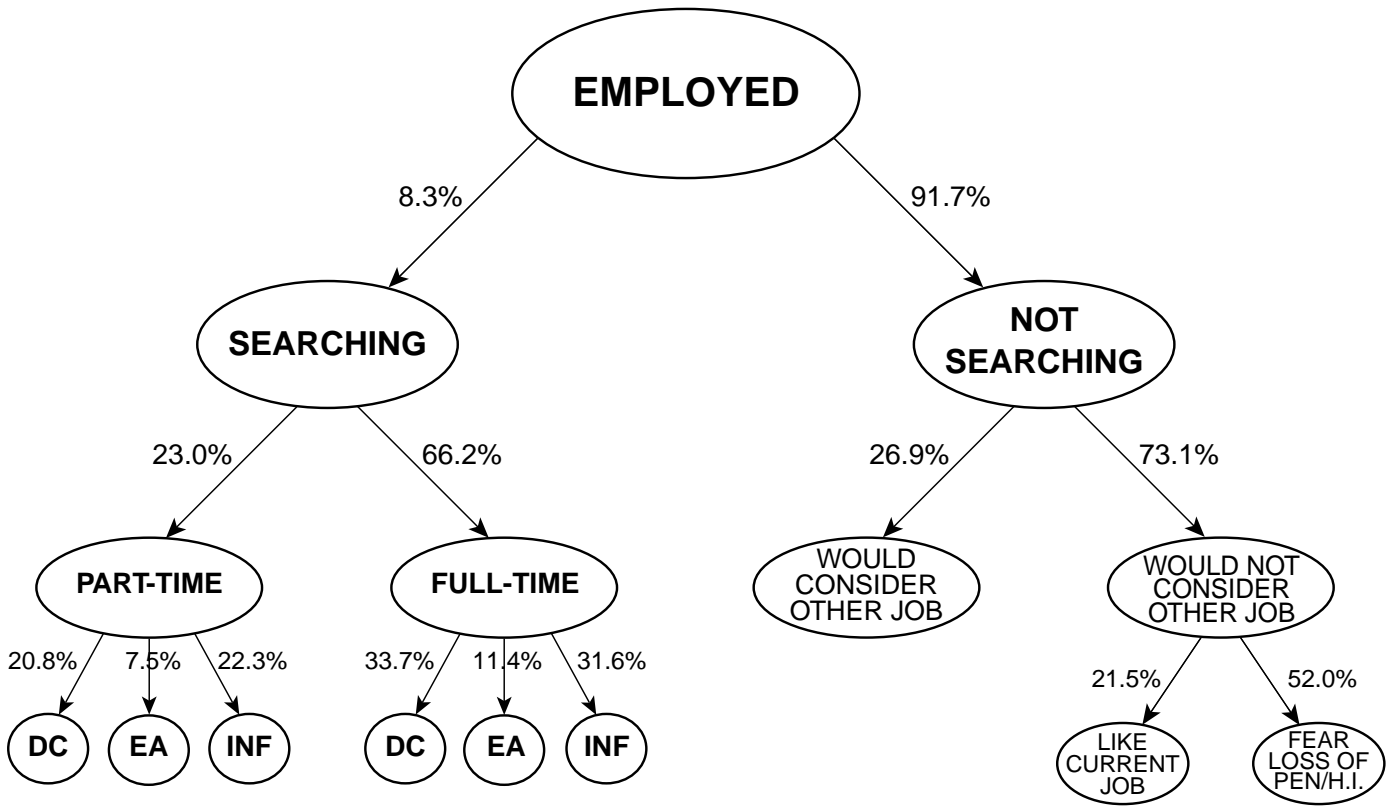 EMPLOYED
8.3%
91.7%
SEARCHING
NOT
SEARCHING
23.0%
66.2%
26.9%
73.1%
PART-TIME
FULL-TIME
WOULD
CONSIDER
OTHER JOB
WOULD NOT
CONSIDER
OTHER JOB
20.8%
7.5%
22.3%
33.7%
11.4%
31.6%
21.5%
52.0%
DC
EA
INF
DC
EA
INF
LIKE
CURRENT
JOB
FEAR
LOSS OF
PEN/H.I.